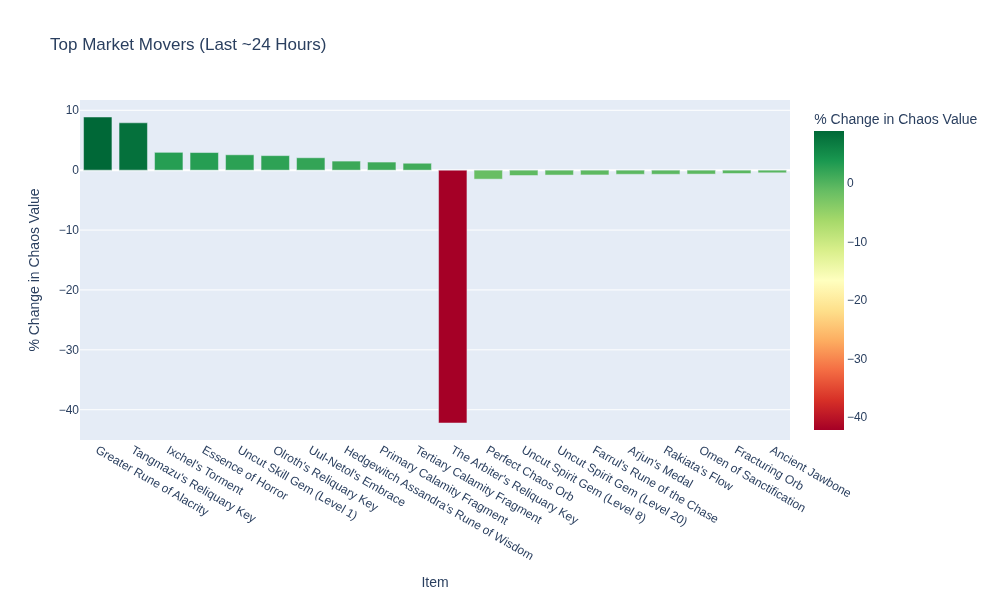 Top Market Movers (Last ~24 Hours)
% Change in Chaos Value
10
0
−10
−20
−30
−40
% Change in Chaos Value
Greater Rune of Alacrity
Tangmazu's Reliquary Key
Ixchel's Torment
Essence of Horror
Uncut Skill Gem (Level 1)
Olroth's Reliquary Key
Uul-Netol's Embrace
Hedgewitch Assandra's Rune of Wisdom
Primary Calamity Fragment
Tertiary Calamity Fragment
The Arbiter's Reliquary Key
Perfect Chaos Orb
Uncut Spirit Gem (Level 8)
Uncut Spirit Gem (Level 20)
Farrul's Rune of the Chase
Arjun's Medal
Rakiata's Flow
Omen of Sanctification
Fracturing Orb
Ancient Jawbone
Item
0
−10
−20
−30
−40